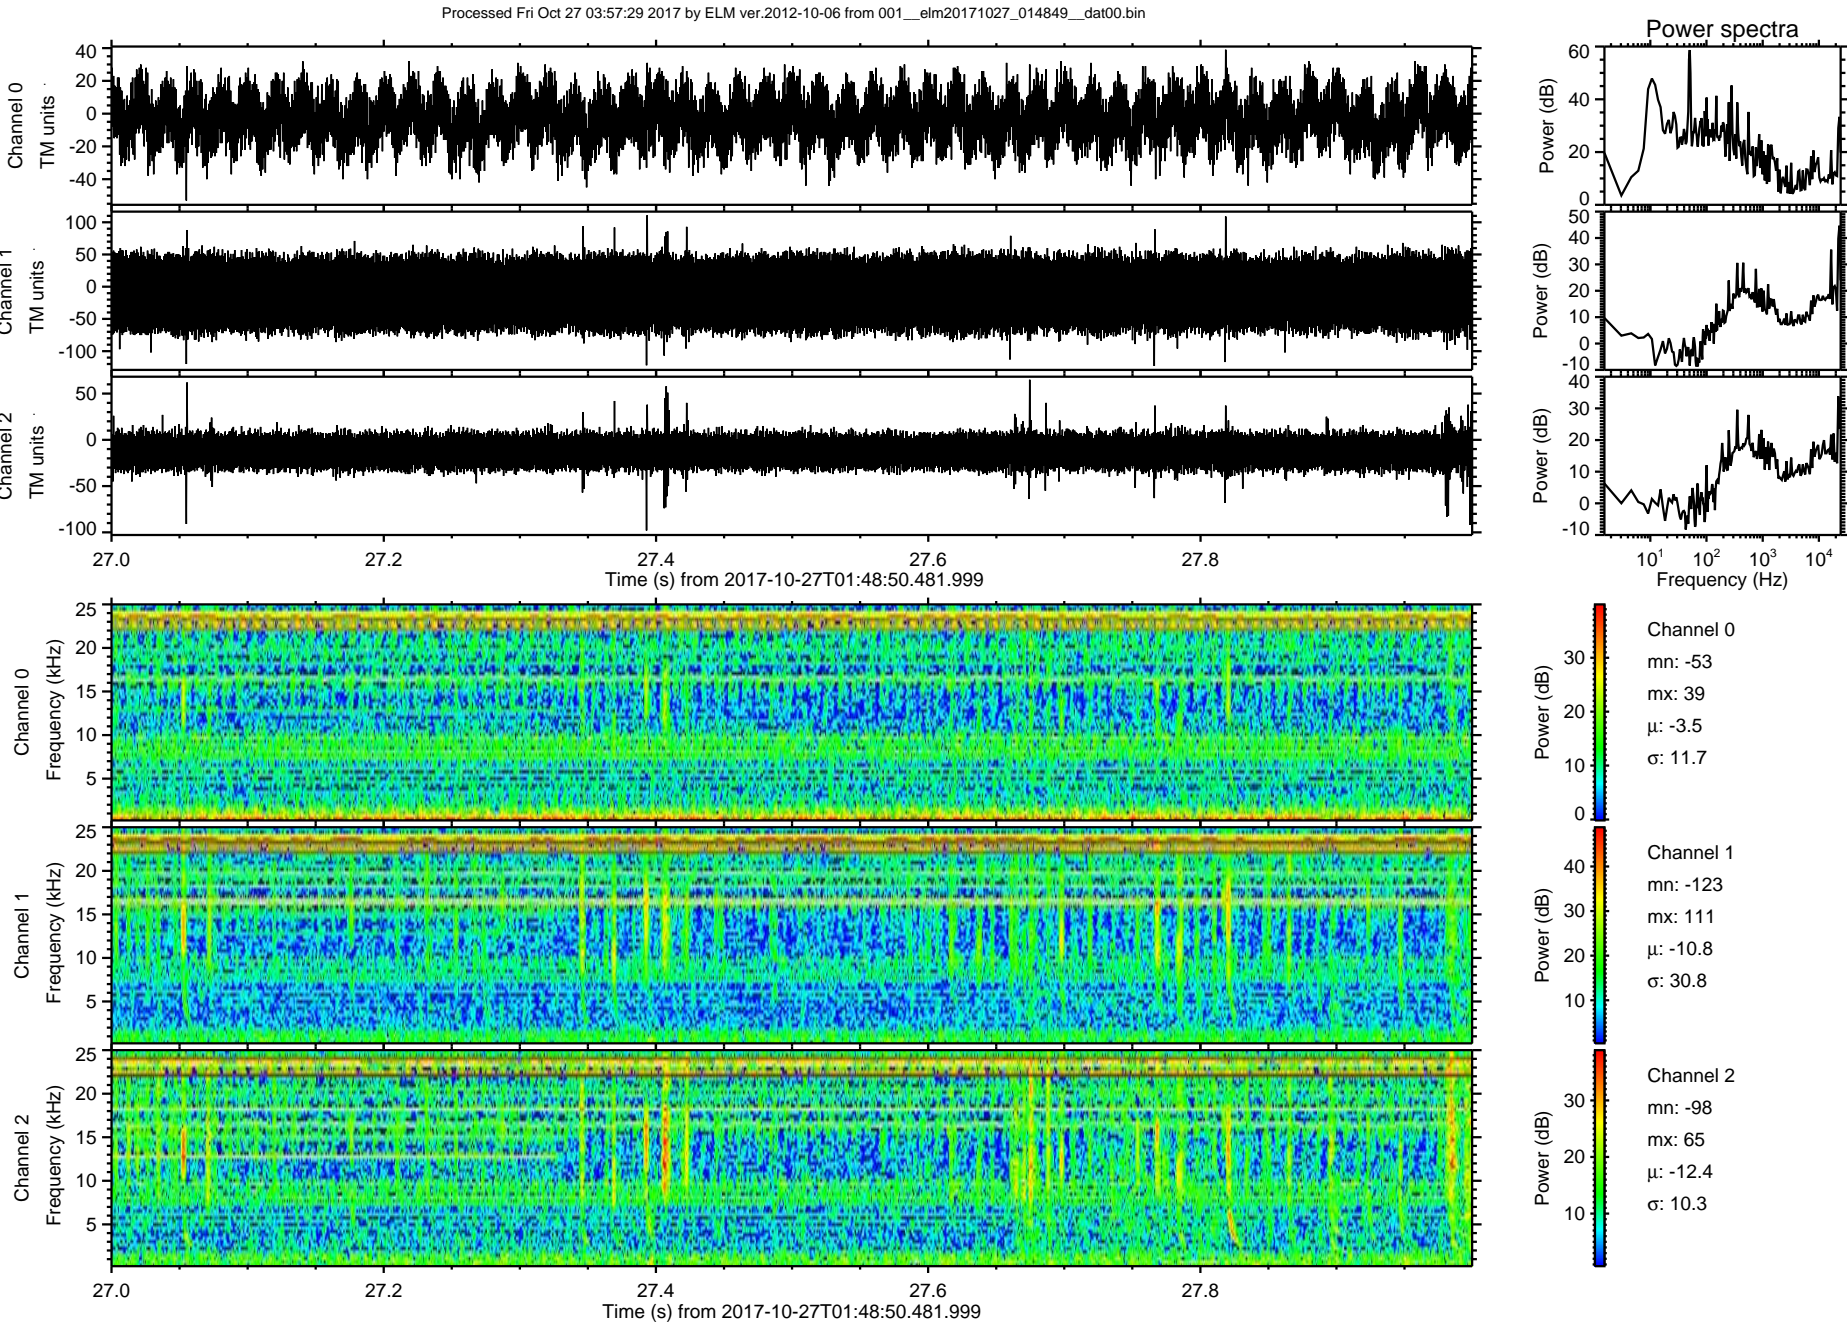 Processed Fri Oct 27 03:57:29 2017 by ELM ver.2012-10-06 from 001__elm20171027_014849__dat00.bin
Power spectra
Channel 0
TM units
40
20
0
-20
-40
Power (dB)
60
40
20
0
Channel 1
TM units
100
50
0
-50
-100
Power (dB)
50
40
30
20
10
0
-10
Channel 2
TM units
50
0
-50
-100
Power (dB)
40
30
20
10
0
-10
27.0 27.2 27.4 27.6 27.8
Time (s) from 2017-10-27T01:48:50.481.999
10^1 10^2 10^3 10^4
Frequency (Hz)
Channel 0
Frequency (kHz)
25
20
15
10
5
Power (dB)
30
20
10
0
Channel 0
mn: -53
mx: 39
μ: -3.5
σ: 11.7
Channel 1
Frequency (kHz)
25
20
15
10
5
Power (dB)
40
30
20
10
Channel 1
mn: -123
mx: 111
μ: -10.8
σ: 30.8
Channel 2
Frequency (kHz)
25
20
15
10
5
Power (dB)
30
20
10
Channel 2
mn: -98
mx: 65
μ: -12.4
σ: 10.3
27.0 27.2 27.4 27.6 27.8
Time (s) from 2017-10-27T01:48:50.481.999